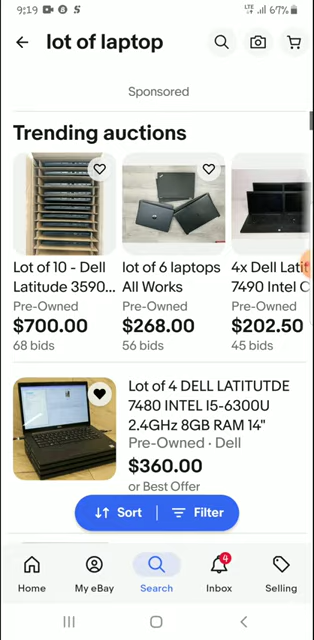 9:19
LTE 67%
lot of laptop
Sponsored
Trending auctions
Lot of 10 - Dell
Latitude 3590...
Pre-Owned
$700.00
68 bids
lot of 6 laptops
All Works
Pre-Owned
$268.00
56 bids
4x Dell Latit
7490 Intel C
Pre-Owned
$202.50
45 bids
Lot of 4 DELL LATITUTDE
7480 INTEL I5-6300U
2.4GHz 8GB RAM 14"
Pre-Owned · Dell
$360.00
or Best Offer
Sort
Filter
4
Home
My eBay
Search
Inbox
Selling